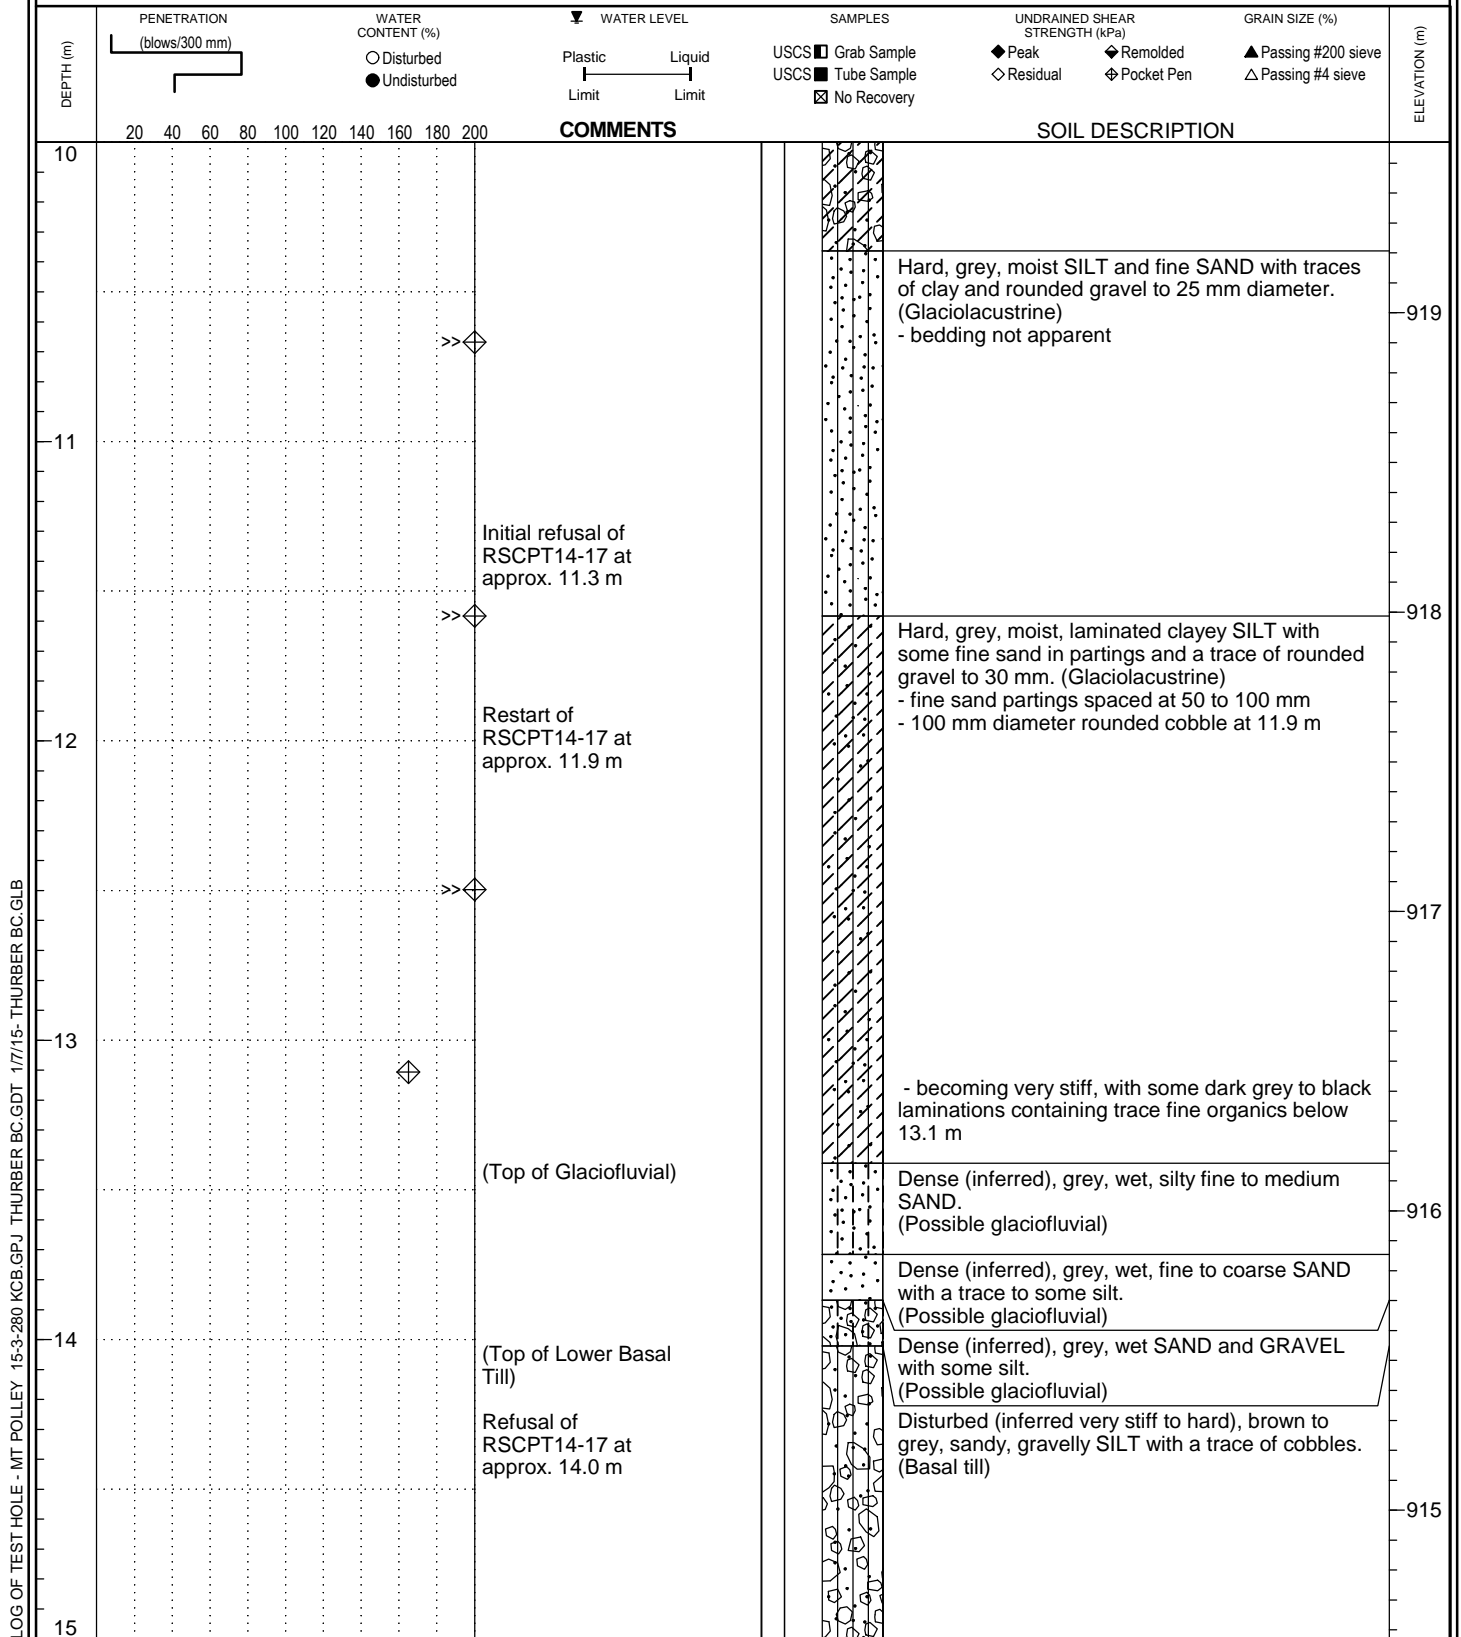 DEPTH (m)
PENETRATION
(blows/300 mm)
WATER
CONTENT (%)
Disturbed
Undisturbed
WATER LEVEL
Plastic Liquid
Limit Limit
SAMPLES
USCS Grab Sample
USCS Tube Sample
No Recovery
UNDRAINED SHEAR
STRENGTH (kPa)
Peak Remolded
Residual Pocket Pen
GRAIN SIZE (%)
Passing #200 sieve
Passing #4 sieve
ELEVATION (m)
20 40 60 80 100 120 140 160 180 200
COMMENTS
SOIL DESCRIPTION
10
Hard, grey, moist SILT and fine SAND with traces
of clay and rounded gravel to 25 mm diameter.
(Glaciolacustrine)
- bedding not apparent
919
>>
11
Initial refusal of
RSCPT14-17 at
approx. 11.3 m
>>
918
Hard, grey, moist, laminated clayey SILT with
some fine sand in partings and a trace of rounded
gravel to 30 mm. (Glaciolacustrine)
- fine sand partings spaced at 50 to 100 mm
- 100 mm diameter rounded cobble at 11.9 m
Restart of
RSCPT14-17 at
approx. 11.9 m
12
>>
917
13
- becoming very stiff, with some dark grey to black
laminations containing trace fine organics below
13.1 m
(Top of Glaciofluvial)
Dense (inferred), grey, wet, silty fine to medium
SAND.
(Possible glaciofluvial)
916
Dense (inferred), grey, wet, fine to coarse SAND
with a trace to some silt.
(Possible glaciofluvial)
14
(Top of Lower Basal
Till)
Dense (inferred), grey, wet SAND and GRAVEL
with some silt.
(Possible glaciofluvial)
Refusal of
RSCPT14-17 at
approx. 14.0 m
Disturbed (inferred very stiff to hard), brown to
grey, sandy, gravelly SILT with a trace of cobbles.
(Basal till)
915
15
LOG OF TEST HOLE - MT POLLEY 15-3-280 KCB.GPJ THURBER BC.GDT 1/7/15- THURBER BC.GLB